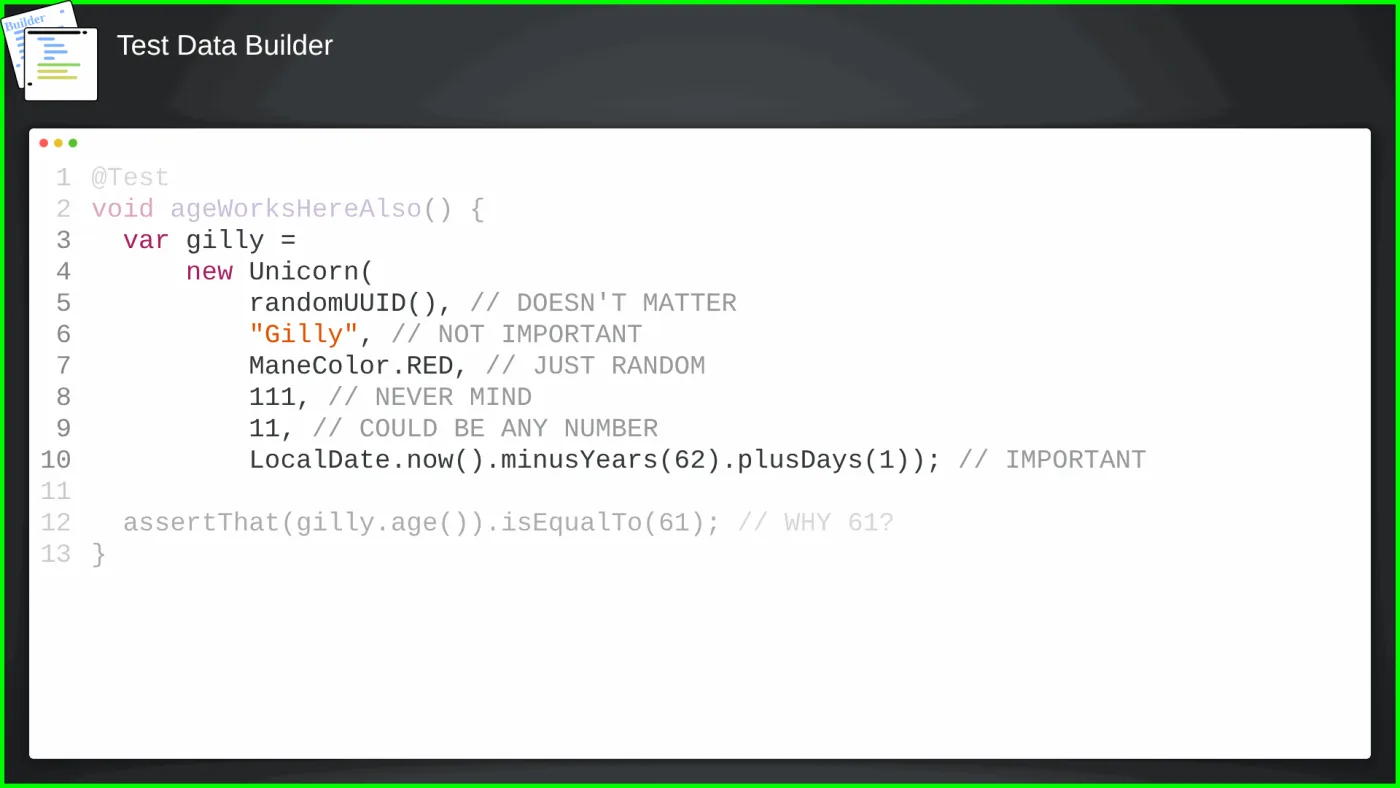 Builder
Test Data Builder
1 @Test
2 void ageWorksHereAlso() {
3   var gilly =
4       new Unicorn(
5           randomUUID(), // DOESN'T MATTER
6           "Gilly", // NOT IMPORTANT
7           ManeColor.RED, // JUST RANDOM
8           111, // NEVER MIND
9           11, // COULD BE ANY NUMBER
10           LocalDate.now().minusYears(62).plusDays(1)); // IMPORTANT
11
12   assertThat(gilly.age()).isEqualTo(61); // WHY 61?
13 }